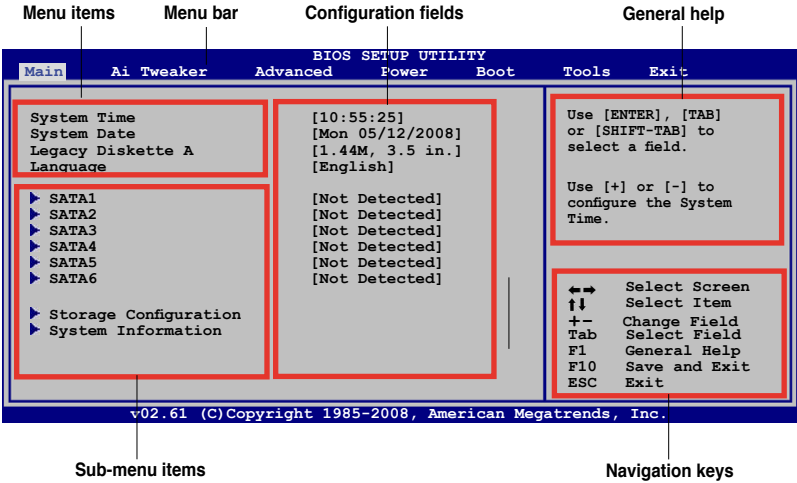 Menu items Menu bar Configuration fields General help
BIOS SETUP UTILITY
Main Ai Tweaker Advanced Power Boot Tools Exit
System Time [10:55:25]
System Date [Mon 05/12/2008]
Legacy Diskette A [1.44M, 3.5 in.]
Language [English]
SATA1 [Not Detected]
SATA2 [Not Detected]
SATA3 [Not Detected]
SATA4 [Not Detected]
SATA5 [Not Detected]
SATA6 [Not Detected]
Storage Configuration
System Information
Use [ENTER], [TAB]
or [SHIFT-TAB] to
select a field.
Use [+] or [-] to
configure the System
Time.
←→ Select Screen
↑↓ Select Item
+- Change Field
Tab Select Field
F1 General Help
F10 Save and Exit
ESC Exit
v02.61 (C)Copyright 1985-2008, American Megatrends, Inc.
Sub-menu items Navigation keys